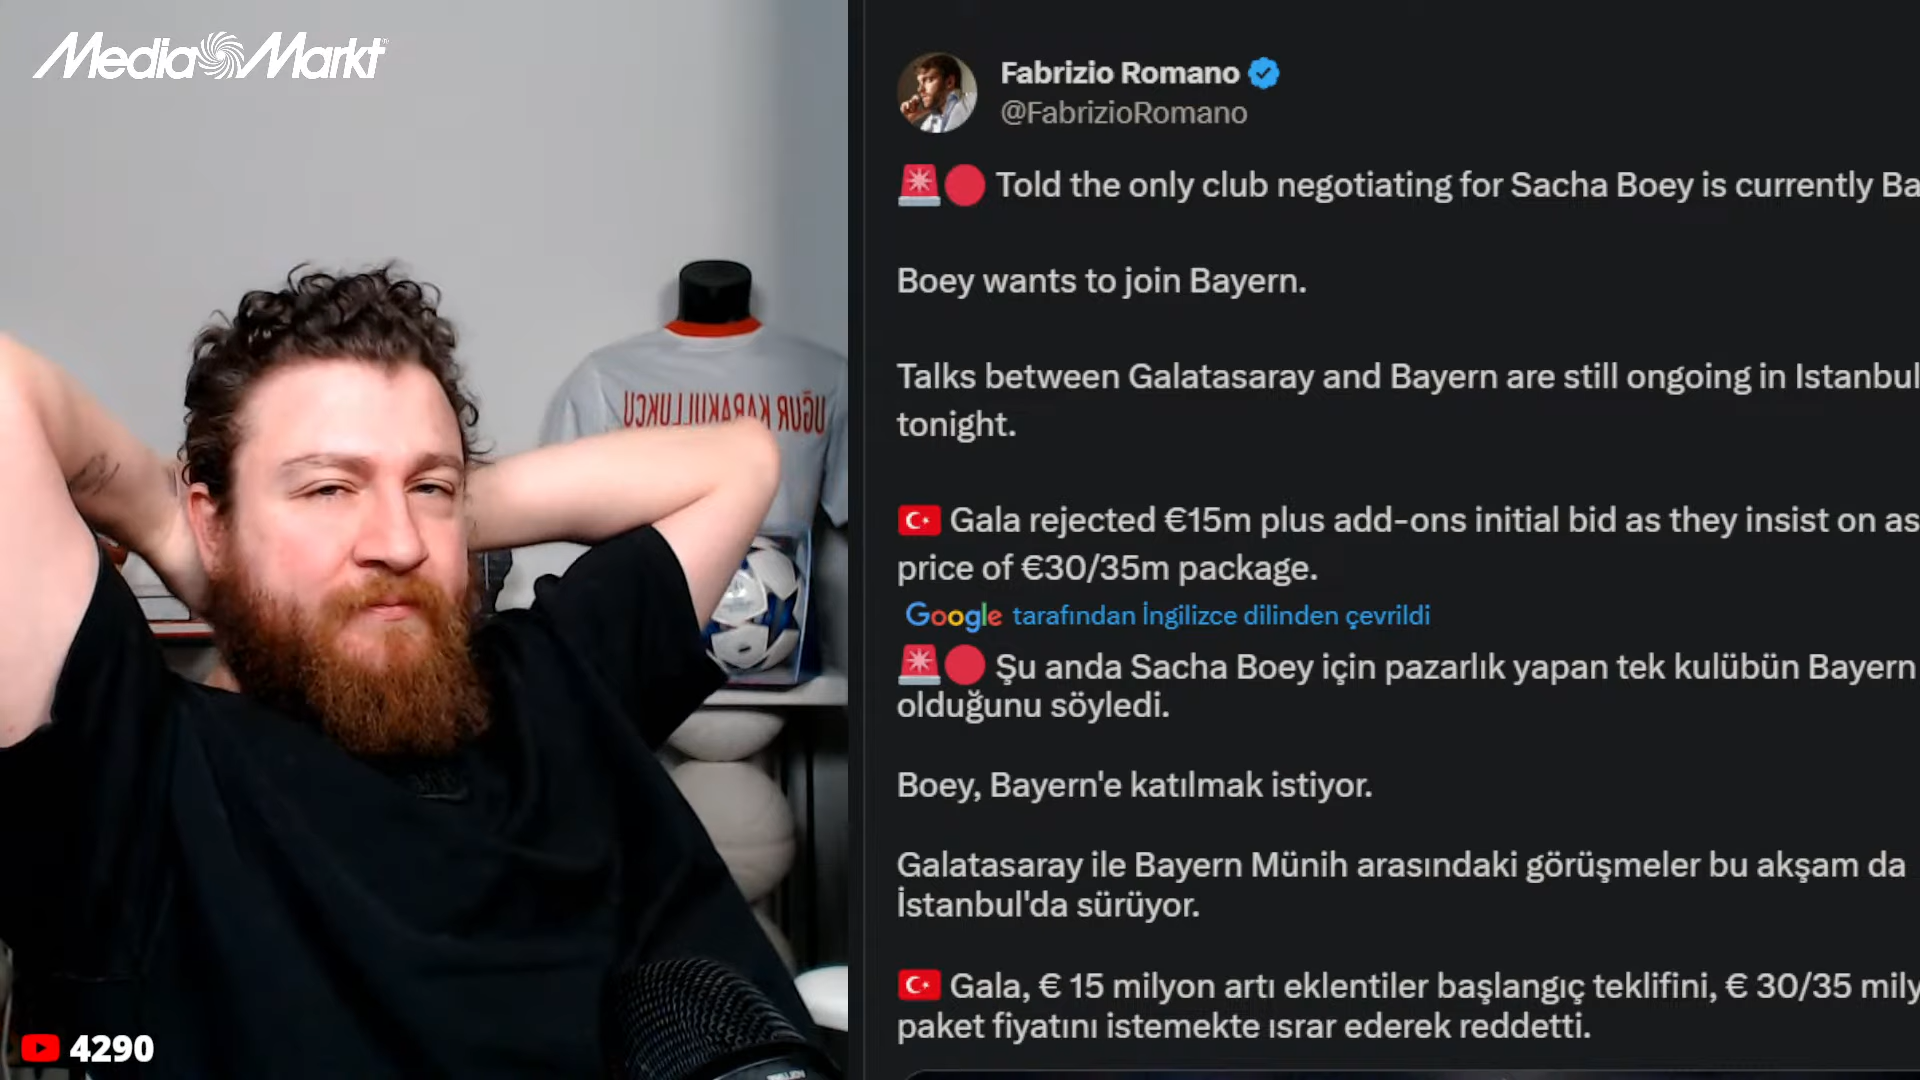 MediaMarkt
Fabrizio Romano
@FabrizioRomano
Told the only club negotiating for Sacha Boey is currently Ba
Boey wants to join Bayern.
Talks between Galatasaray and Bayern are still ongoing in Istanbul
tonight.
Gala rejected €15m plus add-ons initial bid as they insist on as
price of €30/35m package.
Google tarafından İngilizce dilinden çevrildi
Şu anda Sacha Boey için pazarlık yapan tek kulübün Bayern
olduğunu söyledi.
Boey, Bayern'e katılmak istiyor.
Galatasaray ile Bayern Münih arasındaki görüşmeler bu akşam da
İstanbul'da sürüyor.
Gala, € 15 milyon artı eklentiler başlangıç teklifini, € 30/35 mily
paket fiyatını istemekte ısrar ederek reddetti.
UĞUR KARAKULLUKCU
4290